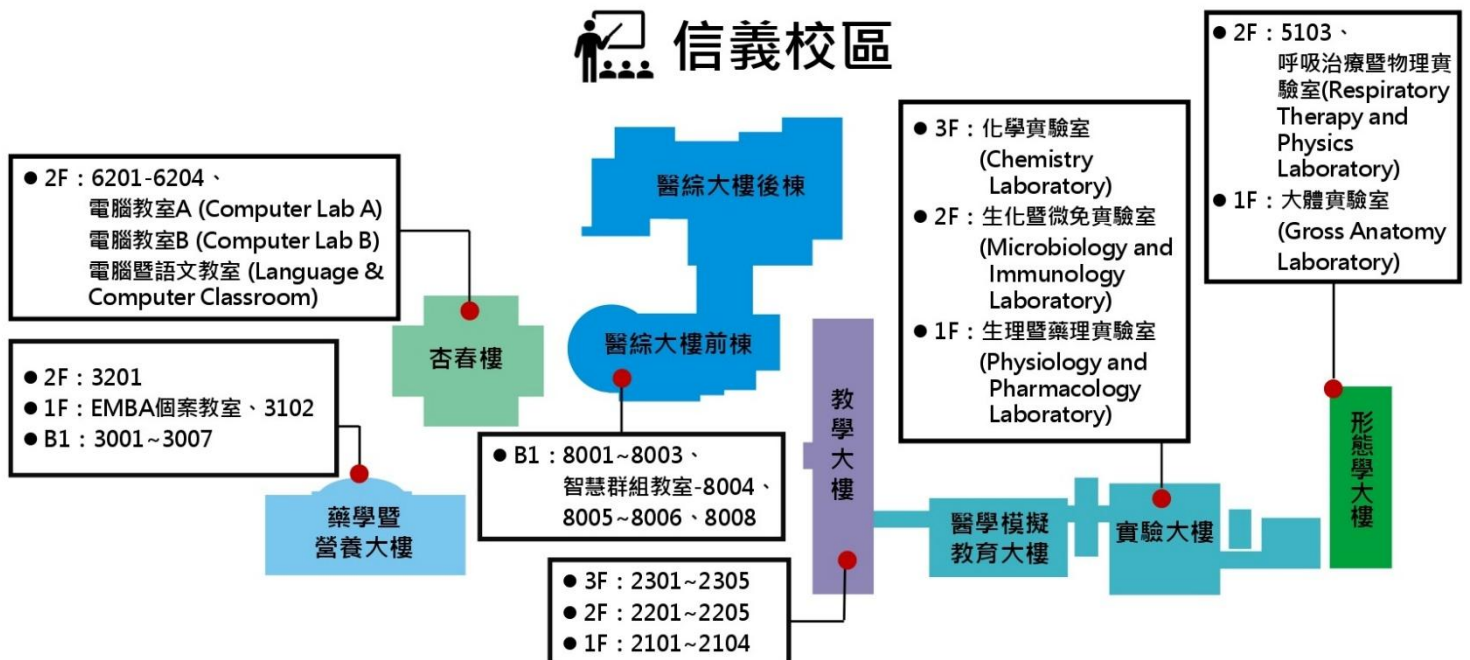 信義校區
● 2F：6201-6204、
電腦教室A (Computer Lab A)
電腦教室B (Computer Lab B)
電腦暨語文教室 (Language &
Computer Classroom)
● 2F：3201
● 1F：EMBA個案教室、3102
● B1：3001~3007
藥學暨
營養大樓
杏春樓
醫綜大樓後棟
醫綜大樓前棟
● B1：8001~8003、
智慧群組教室-8004、
8005~8006、8008
教學大樓
● 3F：2301~2305
● 2F：2201~2205
● 1F：2101~2104
● 3F：化學實驗室
(Chemistry
Laboratory)
● 2F：生化暨微免實驗室
(Microbiology and
Immunology
Laboratory)
● 1F：生理暨藥理實驗室
(Physiology and
Pharmacology
Laboratory)
醫學模擬
教育大樓
實驗大樓
● 2F：5103、
呼吸治療暨物理實
驗室(Respiratory
Therapy and
Physics
Laboratory)
● 1F：大體實驗室
(Gross Anatomy
Laboratory)
形態學大樓